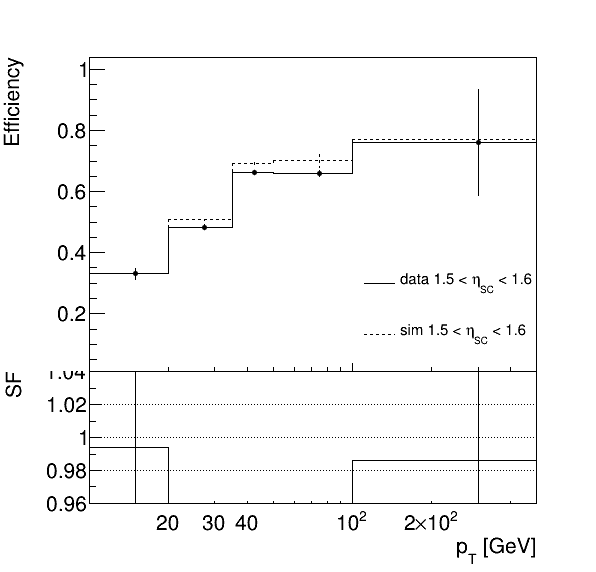 Efficiency
1
0.8
0.6
0.4
0.2
data 1.5 < η_SC < 1.6
sim 1.5 < η_SC < 1.6
SF
1.04
1.02
1
0.98
0.96
20 30 40 10² 2×10²
p_T [GeV]